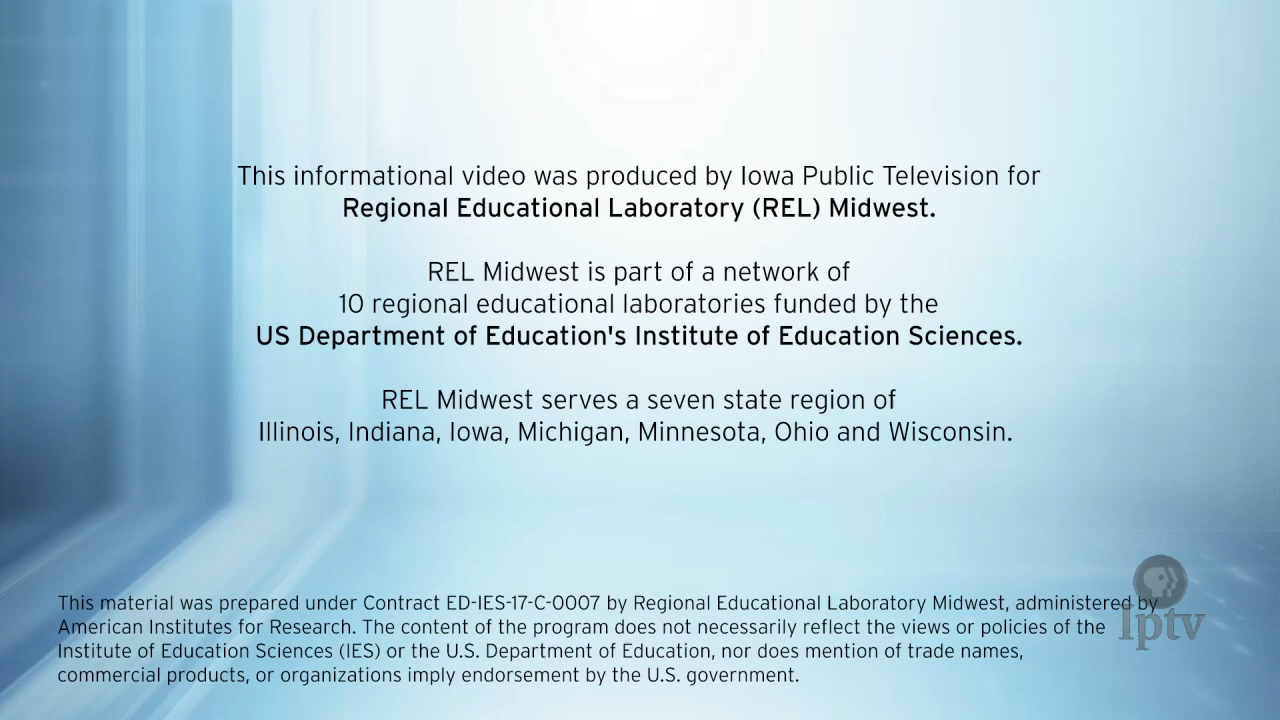 This informational video was produced by Iowa Public Television for
Regional Educational Laboratory (REL) Midwest.
REL Midwest is part of a network of
10 regional educational laboratories funded by the
US Department of Education's Institute of Education Sciences.
REL Midwest serves a seven state region of
Illinois, Indiana, Iowa, Michigan, Minnesota, Ohio and Wisconsin.
This material was prepared under Contract ED-IES-17-C-0007 by Regional Educational Laboratory Midwest, administered by
American Institutes for Research. The content of the program does not necessarily reflect the views or policies of the
Institute of Education Sciences (IES) or the U.S. Department of Education, nor does mention of trade names,
commercial products, or organizations imply endorsement by the U.S. government.
iptv